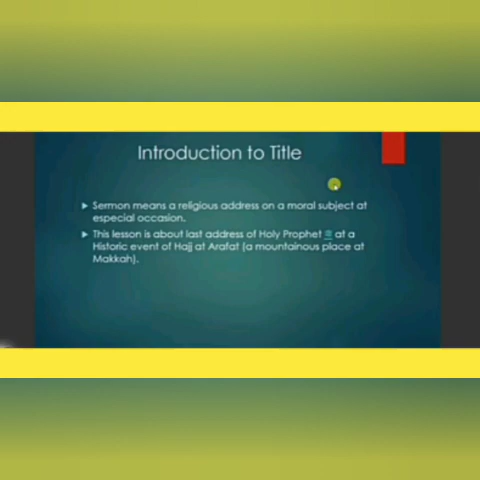 Introduction to Title
Sermon means a religious address on a moral subject at
especial occasion.
This lesson is about last address of Holy Prophet ﷺ at a
Historic event of Hajj at Arafat (a mountainous place at
Makkah).